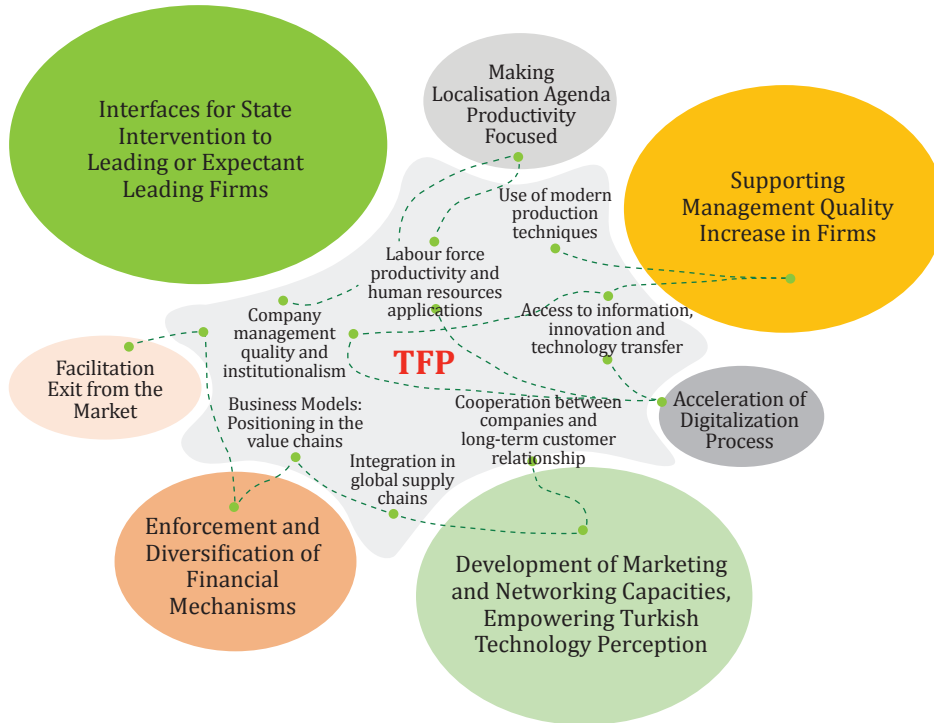 Interfaces for State
Intervention to
Leading or Expectant
Leading Firms
Making
Localisation Agenda
Productivity
Focused
Supporting
Management Quality
Increase in Firms
Use of modern
production
techniques
Labour force
productivity and
human resources
applications
Company
management
quality and
institutionalism
Access to information,
innovation and
technology transfer
TFP
Facilitation
Exit from the
Market
Business Models:
Positioning in the
value chains
Cooperation between
companies and
long-term customer
relationship
Acceleration of
Digitalization
Process
Integration in
global supply
chains
Enforcement and
Diversification of
Financial
Mechanisms
Development of Marketing
and Networking Capacities,
Empowering Turkish
Technology Perception